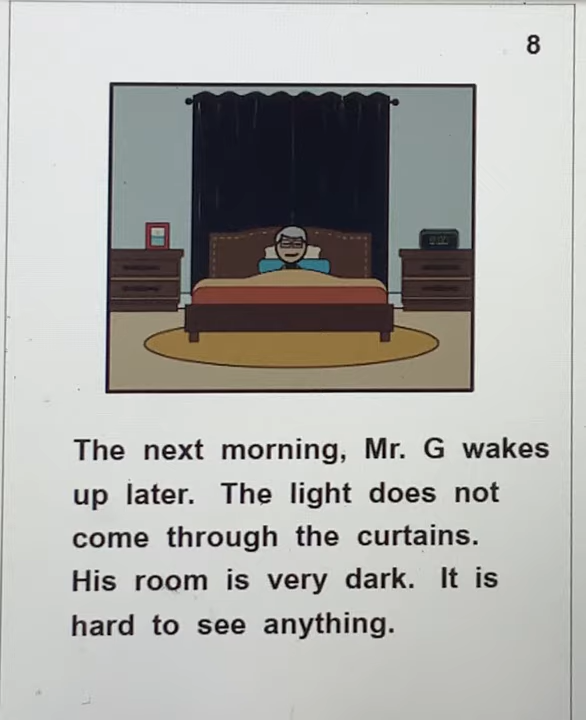 8
The next morning, Mr. G wakes
up later. The light does not
come through the curtains.
His room is very dark. It is
hard to see anything.